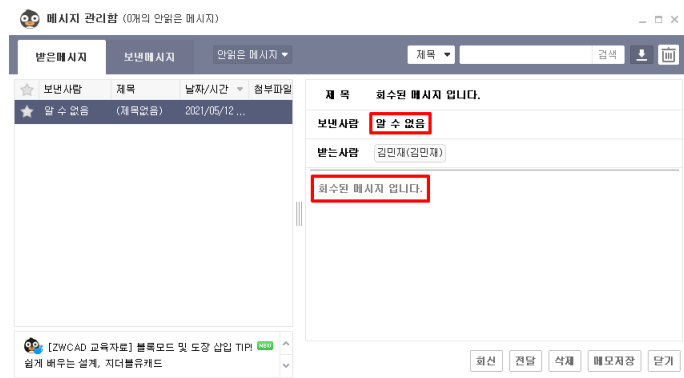 메시지 관리함 (0개의 안읽은 메시지)
받은메시지 보낸메시지 안읽은 메시지 제목 검색
보낸사람 제목 날짜/시간 첨부파일
알 수 없음 (제목없음) 2021/05/12 ...
제 목 회수된 메시지 입니다.
보낸사람 알 수 없음
받는사람 김민재(김민재)
회수된 메시지 입니다.
[ZWCAD 교육자료] 블록모드 및 도장 삽입 TIP! NEW
쉽게 배우는 설계, 지더블유캐드
회신 전달 삭제 메모저장 닫기